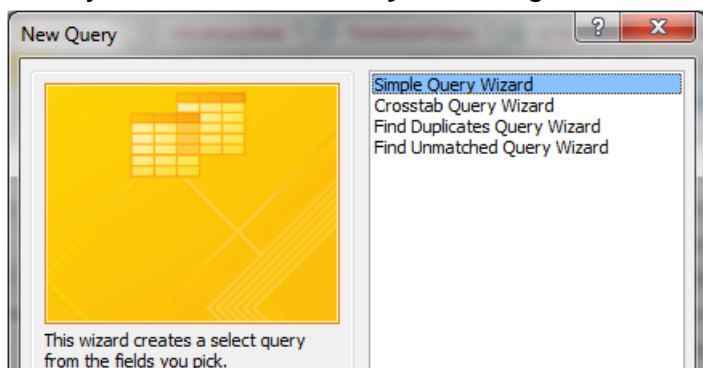 New Query
?
X
Simple Query Wizard
Crosstab Query Wizard
Find Duplicates Query Wizard
Find Unmatched Query Wizard
This wizard creates a select query
from the fields you pick.